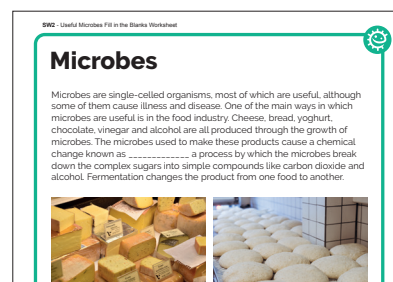 SW2 - Useful Microbes Fill in the Blanks Worksheet
Microbes
Microbes are single-celled organisms, most of which are useful, although
some of them cause illness and disease. One of the main ways in which
microbes are useful is in the food industry. Cheese, bread, yoghurt,
chocolate, vinegar and alcohol are all produced through the growth of
microbes. The microbes used to make these products cause a chemical
change known as _____________ a process by which the microbes break
down the complex sugars into simple compounds like carbon dioxide and
alcohol. Fermentation changes the product from one food to another.